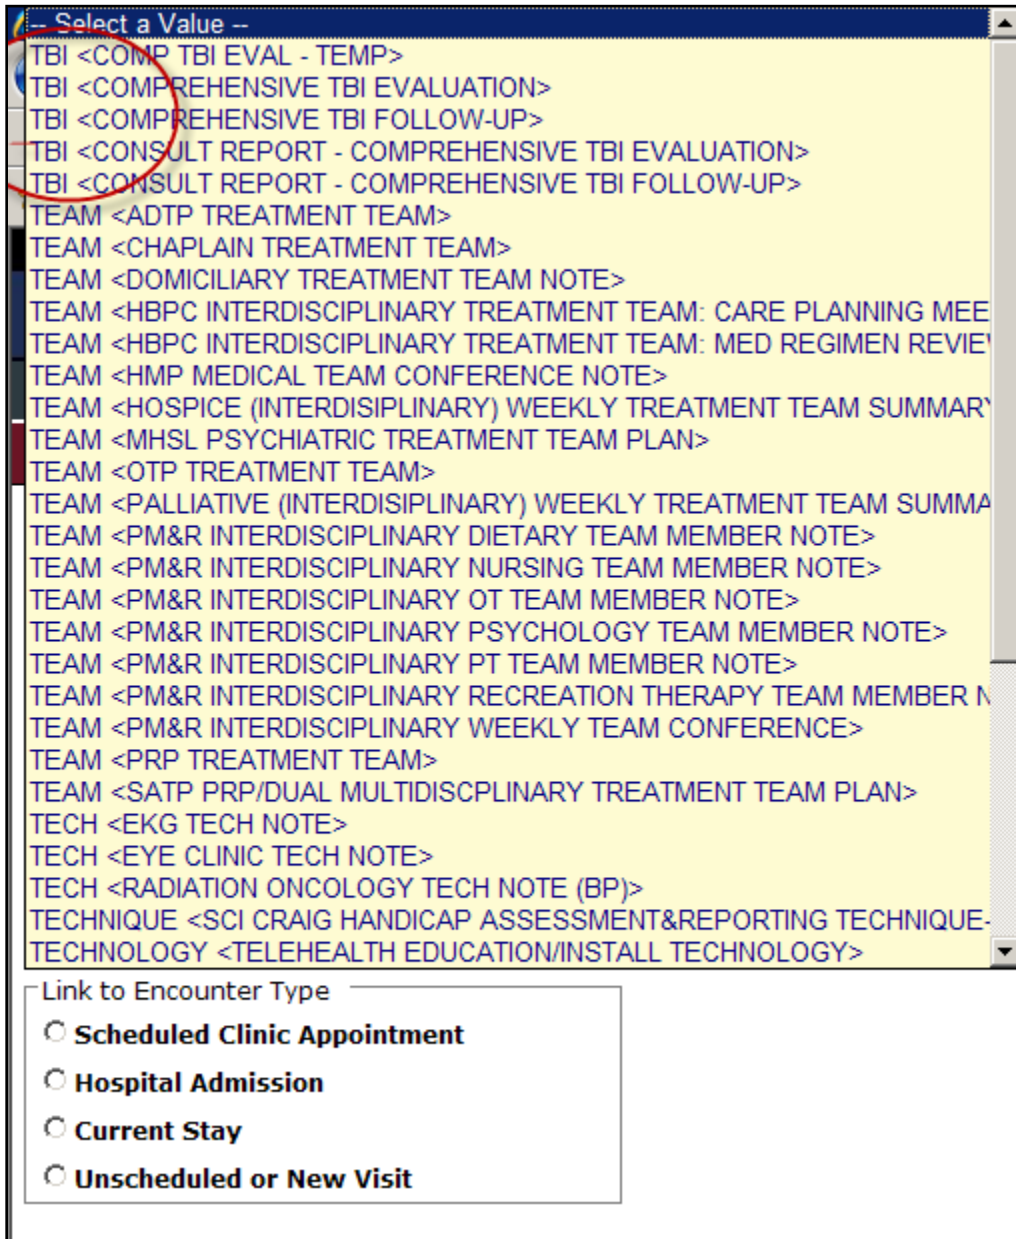 -- Select a Value --
TBI <COMP TBI EVAL - TEMP>
TBI <COMPREHENSIVE TBI EVALUATION>
TBI <COMPREHENSIVE TBI FOLLOW-UP>
TBI <CONSULT REPORT - COMPREHENSIVE TBI EVALUATION>
TBI <CONSULT REPORT - COMPREHENSIVE TBI FOLLOW-UP>
TEAM <ADTP TREATMENT TEAM>
TEAM <CHAPLAIN TREATMENT TEAM>
TEAM <DOMICILIARY TREATMENT TEAM NOTE>
TEAM <HBPC INTERDISCIPLINARY TREATMENT TEAM: CARE PLANNING MEE
TEAM <HBPC INTERDISCIPLINARY TREATMENT TEAM: MED REGIMEN REVIE
TEAM <HMP MEDICAL TEAM CONFERENCE NOTE>
TEAM <HOSPICE (INTERDISIPLINARY) WEEKLY TREATMENT TEAM SUMMARY
TEAM <MHSL PSYCHIATRIC TREATMENT TEAM PLAN>
TEAM <OTP TREATMENT TEAM>
TEAM <PALLIATIVE (INTERDISIPLINARY) WEEKLY TREATMENT TEAM SUMMA
TEAM <PM&R INTERDISCIPLINARY DIETARY TEAM MEMBER NOTE>
TEAM <PM&R INTERDISCIPLINARY NURSING TEAM MEMBER NOTE>
TEAM <PM&R INTERDISCIPLINARY OT TEAM MEMBER NOTE>
TEAM <PM&R INTERDISCIPLINARY PSYCHOLOGY TEAM MEMBER NOTE>
TEAM <PM&R INTERDISCIPLINARY PT TEAM MEMBER NOTE>
TEAM <PM&R INTERDISCIPLINARY RECREATION THERAPY TEAM MEMBER N
TEAM <PM&R INTERDISCIPLINARY WEEKLY TEAM CONFERENCE>
TEAM <PRP TREATMENT TEAM>
TEAM <SATP PRP/DUAL MULTIDISCPLINARY TREATMENT TEAM PLAN>
TECH <EKG TECH NOTE>
TECH <EYE CLINIC TECH NOTE>
TECH <RADIATION ONCOLOGY TECH NOTE (BP)>
TECHNIQUE <SCI CRAIG HANDICAP ASSESSMENT&REPORTING TECHNIQUE-
TECHNOLOGY <TELEHEALTH EDUCATION/INSTALL TECHNOLOGY>
Link to Encounter Type
Scheduled Clinic Appointment
Hospital Admission
Current Stay
Unscheduled or New Visit